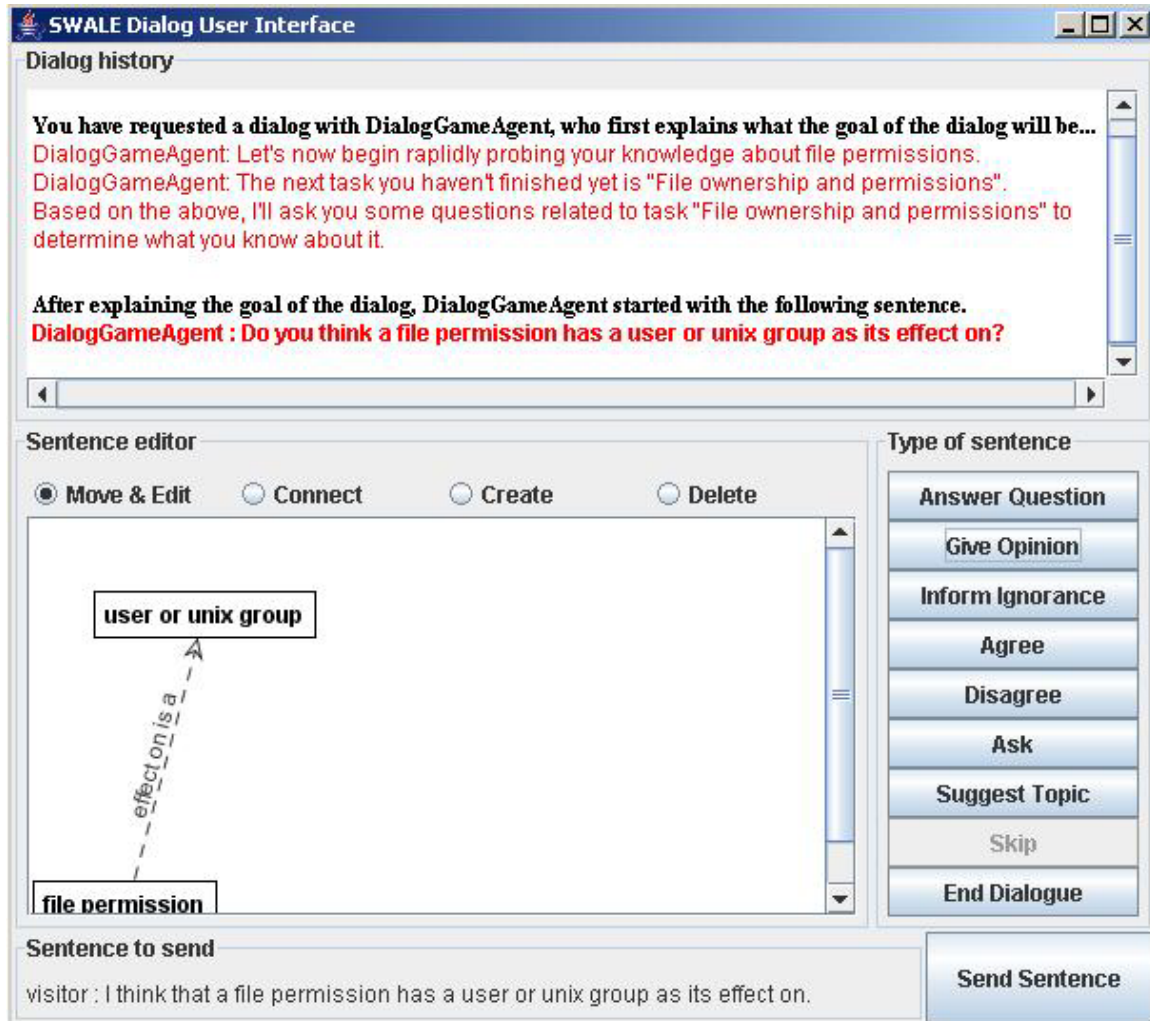 SWALE Dialog User Interface
Dialog history
You have requested a dialog with DialogGameAgent, who first explains what the goal of the dialog will be...
DialogGameAgent: Let's now begin raplidly probing your knowledge about file permissions.
DialogGameAgent: The next task you haven't finished yet is "File ownership and permissions".
Based on the above, I'll ask you some questions related to task "File ownership and permissions" to
determine what you know about it.
After explaining the goal of the dialog, DialogGameAgent started with the following sentence.
DialogGameAgent : Do you think a file permission has a user or unix group as its effect on?
Sentence editor
Move & Edit Connect Create Delete
user or unix group
effect on is a
file permission
Type of sentence
Answer Question
Give Opinion
Inform Ignorance
Agree
Disagree
Ask
Suggest Topic
Skip
End Dialogue
Sentence to send
visitor : I think that a file permission has a user or unix group as its effect on.
Send Sentence